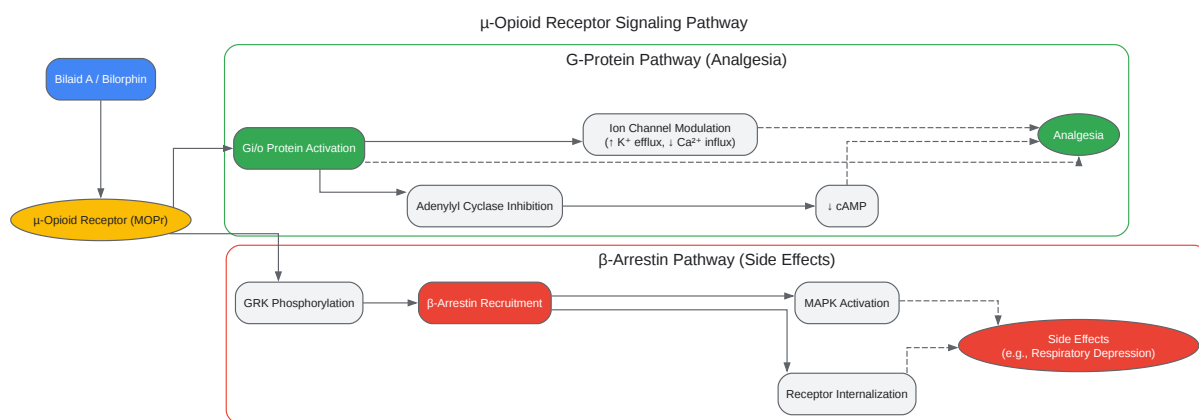 μ-Opioid Receptor Signaling Pathway
G-Protein Pathway (Analgesia)
Bilaid A / Bilorphin
Gi/o Protein Activation
Ion Channel Modulation
(↑ K⁺ efflux, ↓ Ca²⁺ influx)
Analgesia
Adenylyl Cyclase Inhibition
↓ cAMP
μ-Opioid Receptor (MOPr)
β-Arrestin Pathway (Side Effects)
GRK Phosphorylation
β-Arrestin Recruitment
MAPK Activation
Side Effects
(e.g., Respiratory Depression)
Receptor Internalization